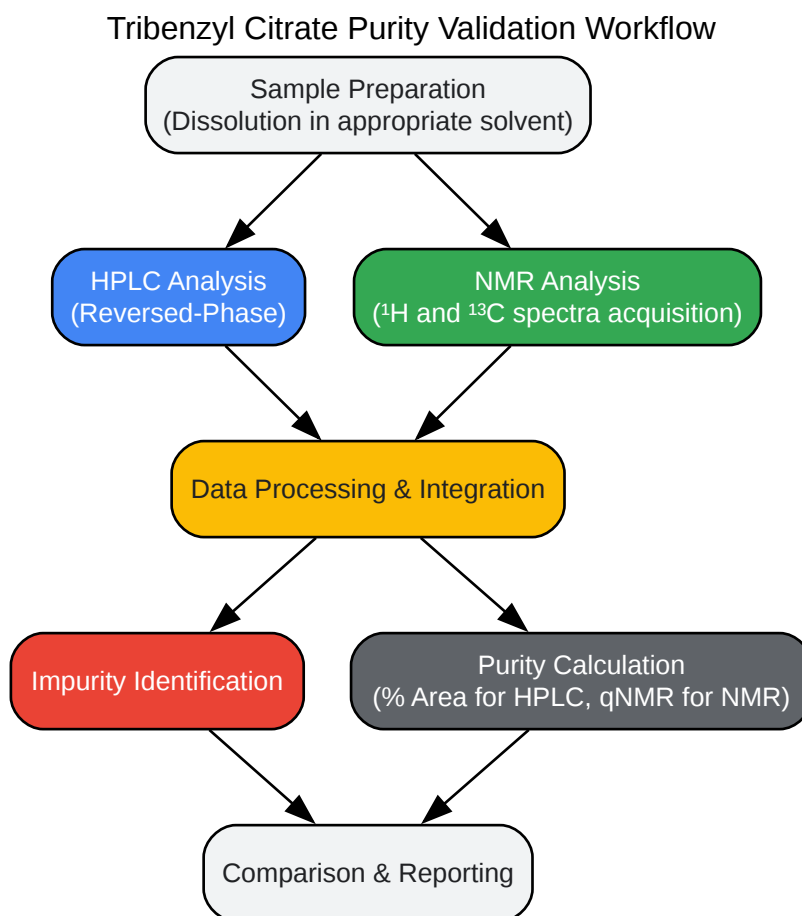 Tribenzyl Citrate Purity Validation Workflow
Sample Preparation
(Dissolution in appropriate solvent)
HPLC Analysis
(Reversed-Phase)
NMR Analysis
(¹H and ¹³C spectra acquisition)
Data Processing & Integration
Impurity Identification
Purity Calculation
(% Area for HPLC, qNMR for NMR)
Comparison & Reporting